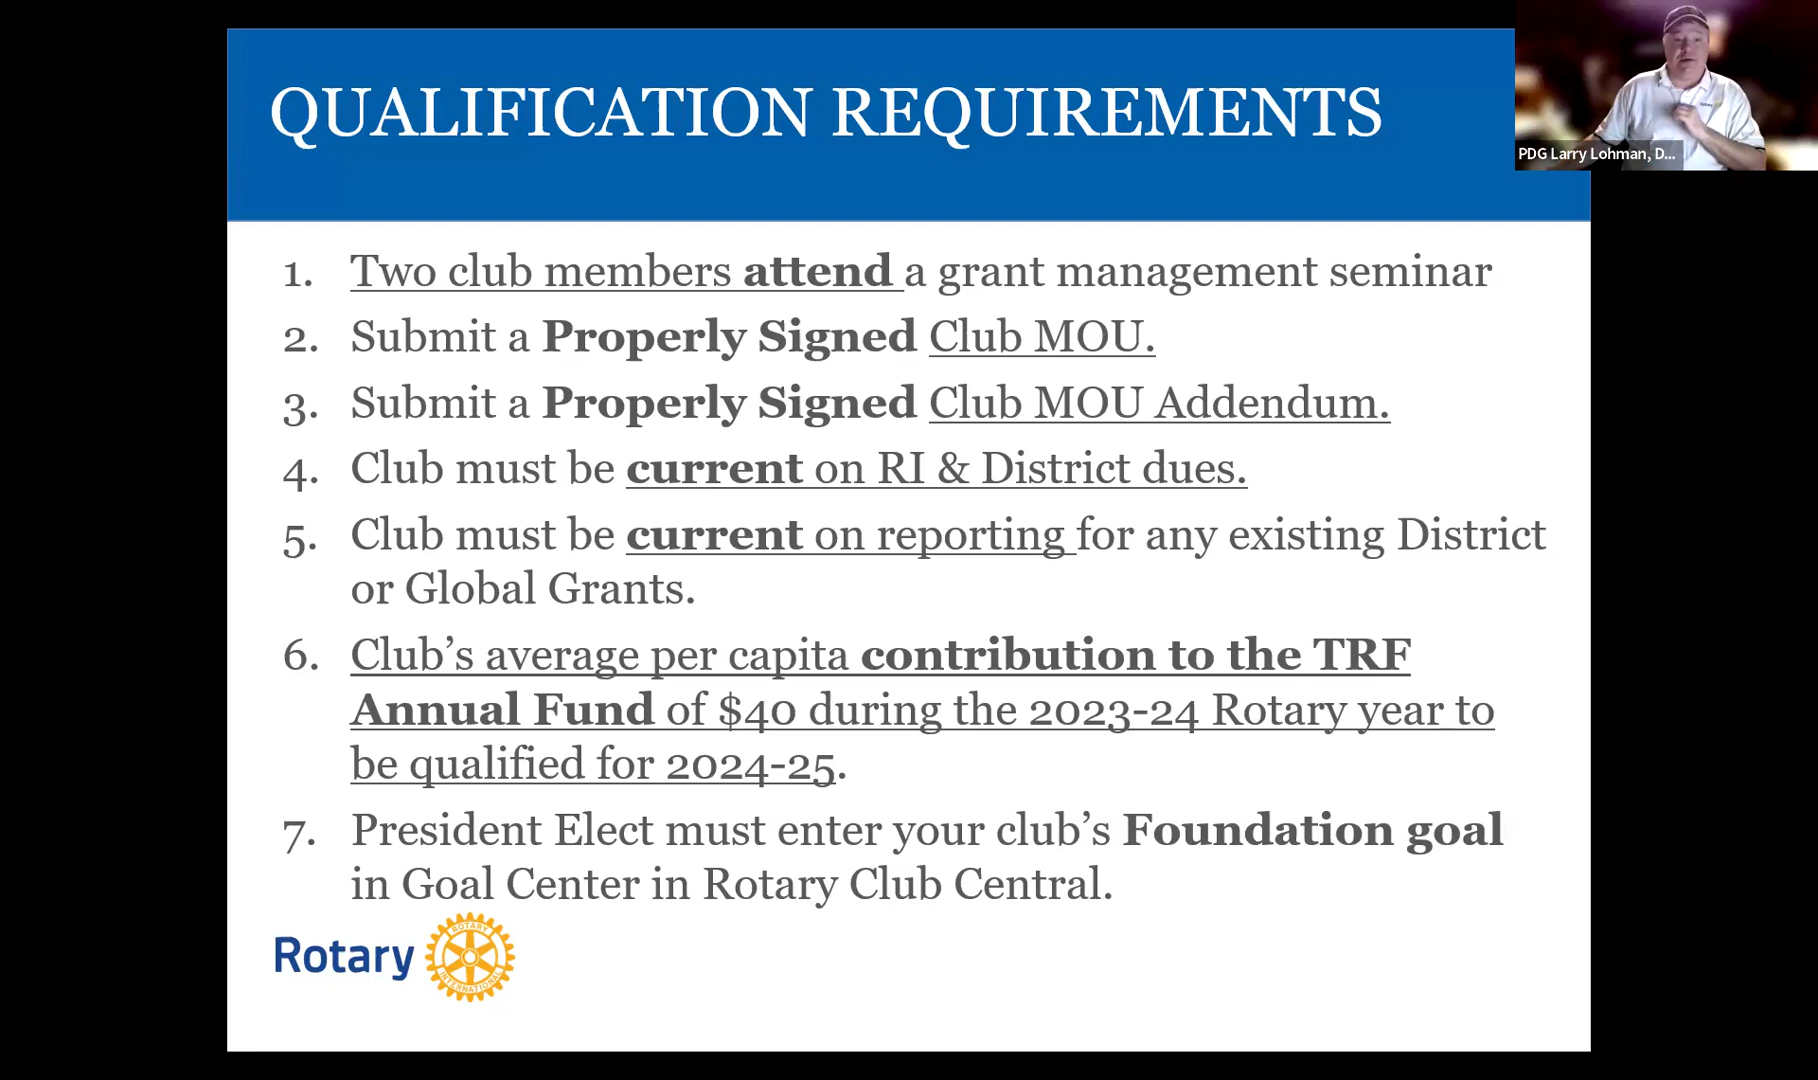 QUALIFICATION REQUIREMENTS
PDG Larry Lohman, D...
1. Two club members attend a grant management seminar
2. Submit a Properly Signed Club MOU.
3. Submit a Properly Signed Club MOU Addendum.
4. Club must be current on RI & District dues.
5. Club must be current on reporting for any existing District
or Global Grants.
6. Club’s average per capita contribution to the TRF
Annual Fund of $40 during the 2023-24 Rotary year to
be qualified for 2024-25.
7. President Elect must enter your club’s Foundation goal
in Goal Center in Rotary Club Central.
Rotary
ROTARY
INTERNATIONAL
Rotary